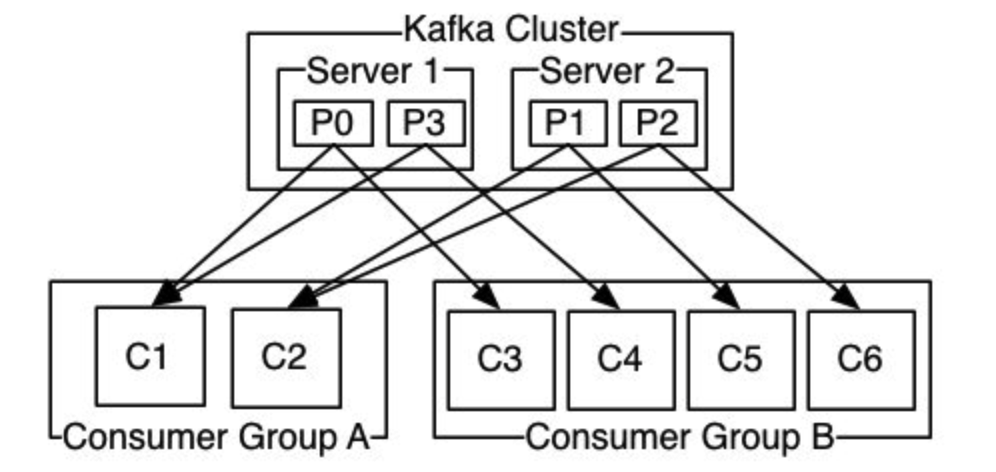 Kafka Cluster
Server 1 Server 2
P0 P3 P1 P2
C1 C2 C3 C4 C5 C6
Consumer Group A Consumer Group B